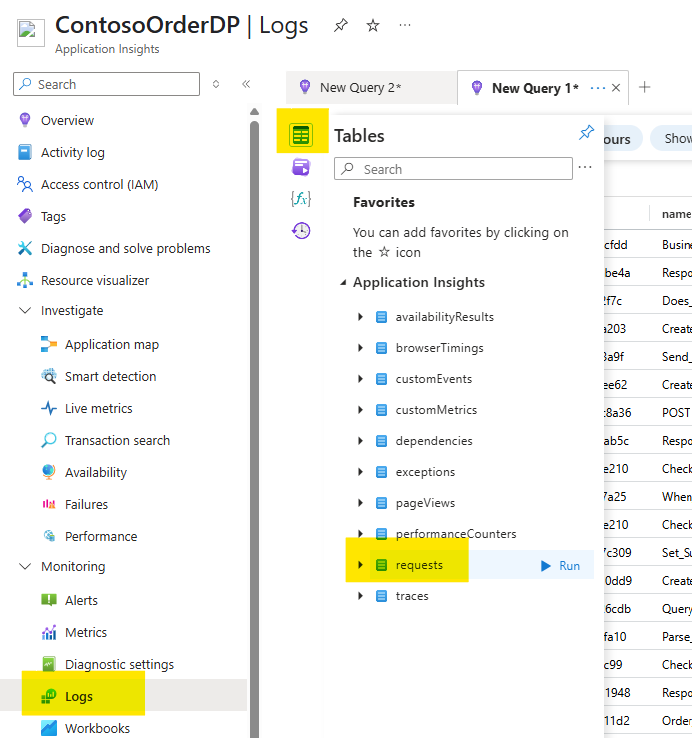 ContosoOrderDP | Logs
Application Insights
Search
Overview
Activity log
Access control (IAM)
Tags
Diagnose and solve problems
Resource visualizer
Investigate
Application map
Smart detection
Live metrics
Transaction search
Availability
Failures
Performance
Monitoring
Alerts
Metrics
Diagnostic settings
Logs
Workbooks
New Query 2*
New Query 1*
Tables
Search
Favorites
You can add favorites by clicking on
the ☆ icon
Application Insights
availabilityResults
browserTimings
customEvents
customMetrics
dependencies
exceptions
pageViews
performanceCounters
requests
Run
traces
{fx}
ours
Show
name
cfdd Busine
be4a Respo
2f7c Does_
a203 Create
3a9f Send_
ee62 Create
c8a36 POST
ab5c Respo
e210 Check
7a25 When
e210 Check
7c309 Set_Su
0dd9 Create
6cdb Query
fa10 Parse_
c99 Check
1948 Respo
11d2 Order